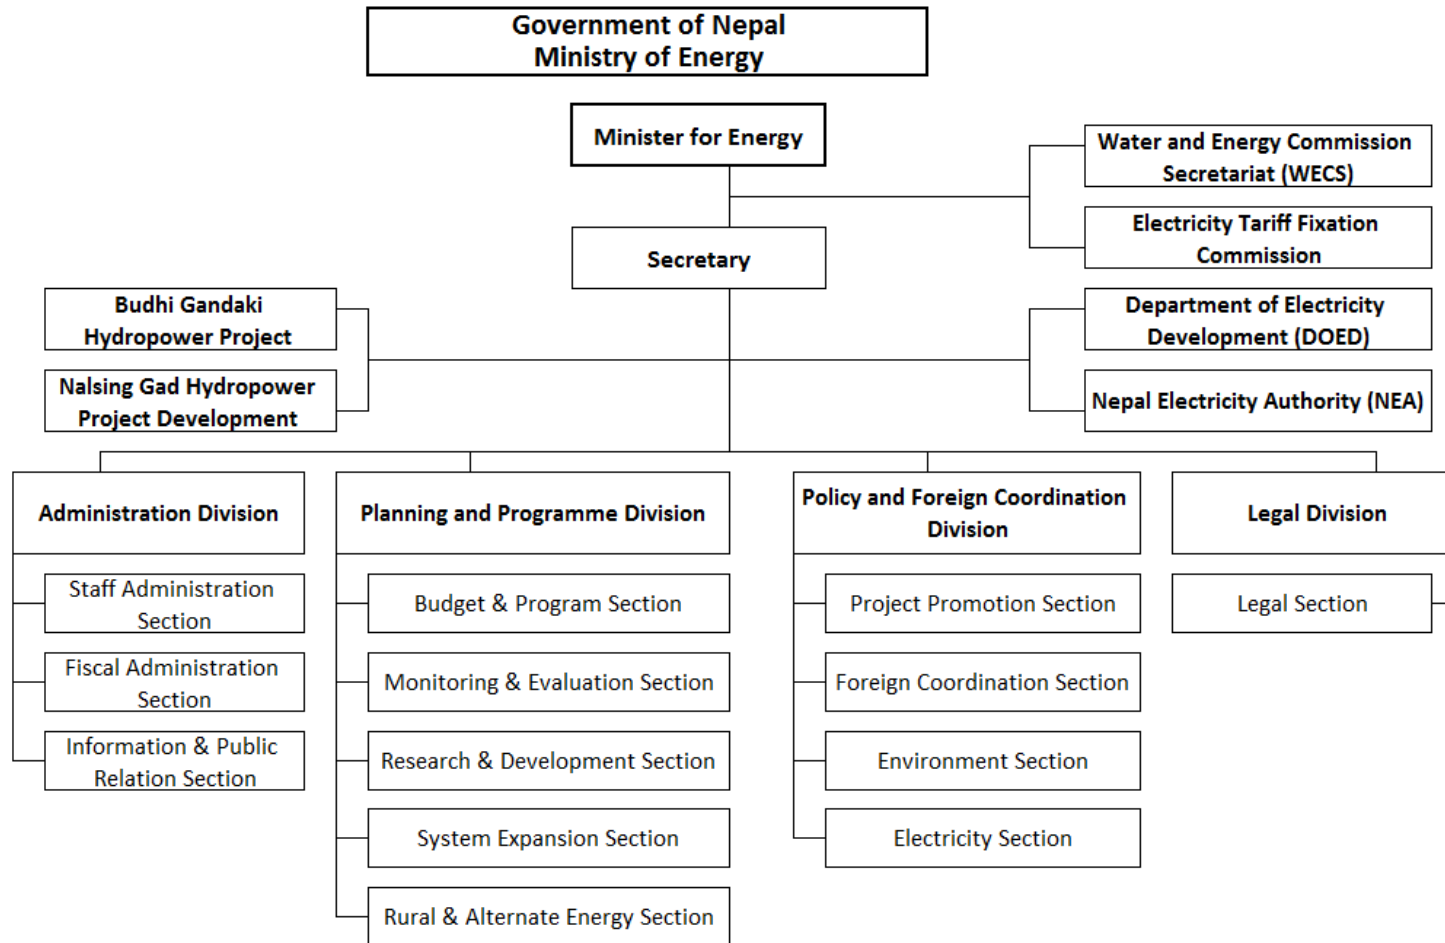 Government of Nepal
Ministry of Energy
Minister for Energy
Water and Energy Commission
Secretariat (WECS)
Electricity Tariff Fixation
Commission
Secretary
Budhi Gandaki
Hydropower Project
Nalsing Gad Hydropower
Project Development
Department of Electricity
Development (DOED)
Nepal Electricity Authority (NEA)
Administration Division
Staff Administration
Section
Fiscal Administration
Section
Information & Public
Relation Section
Planning and Programme Division
Budget & Program Section
Monitoring & Evaluation Section
Research & Development Section
System Expansion Section
Rural & Alternate Energy Section
Policy and Foreign Coordination
Division
Project Promotion Section
Foreign Coordination Section
Environment Section
Electricity Section
Legal Division
Legal Section